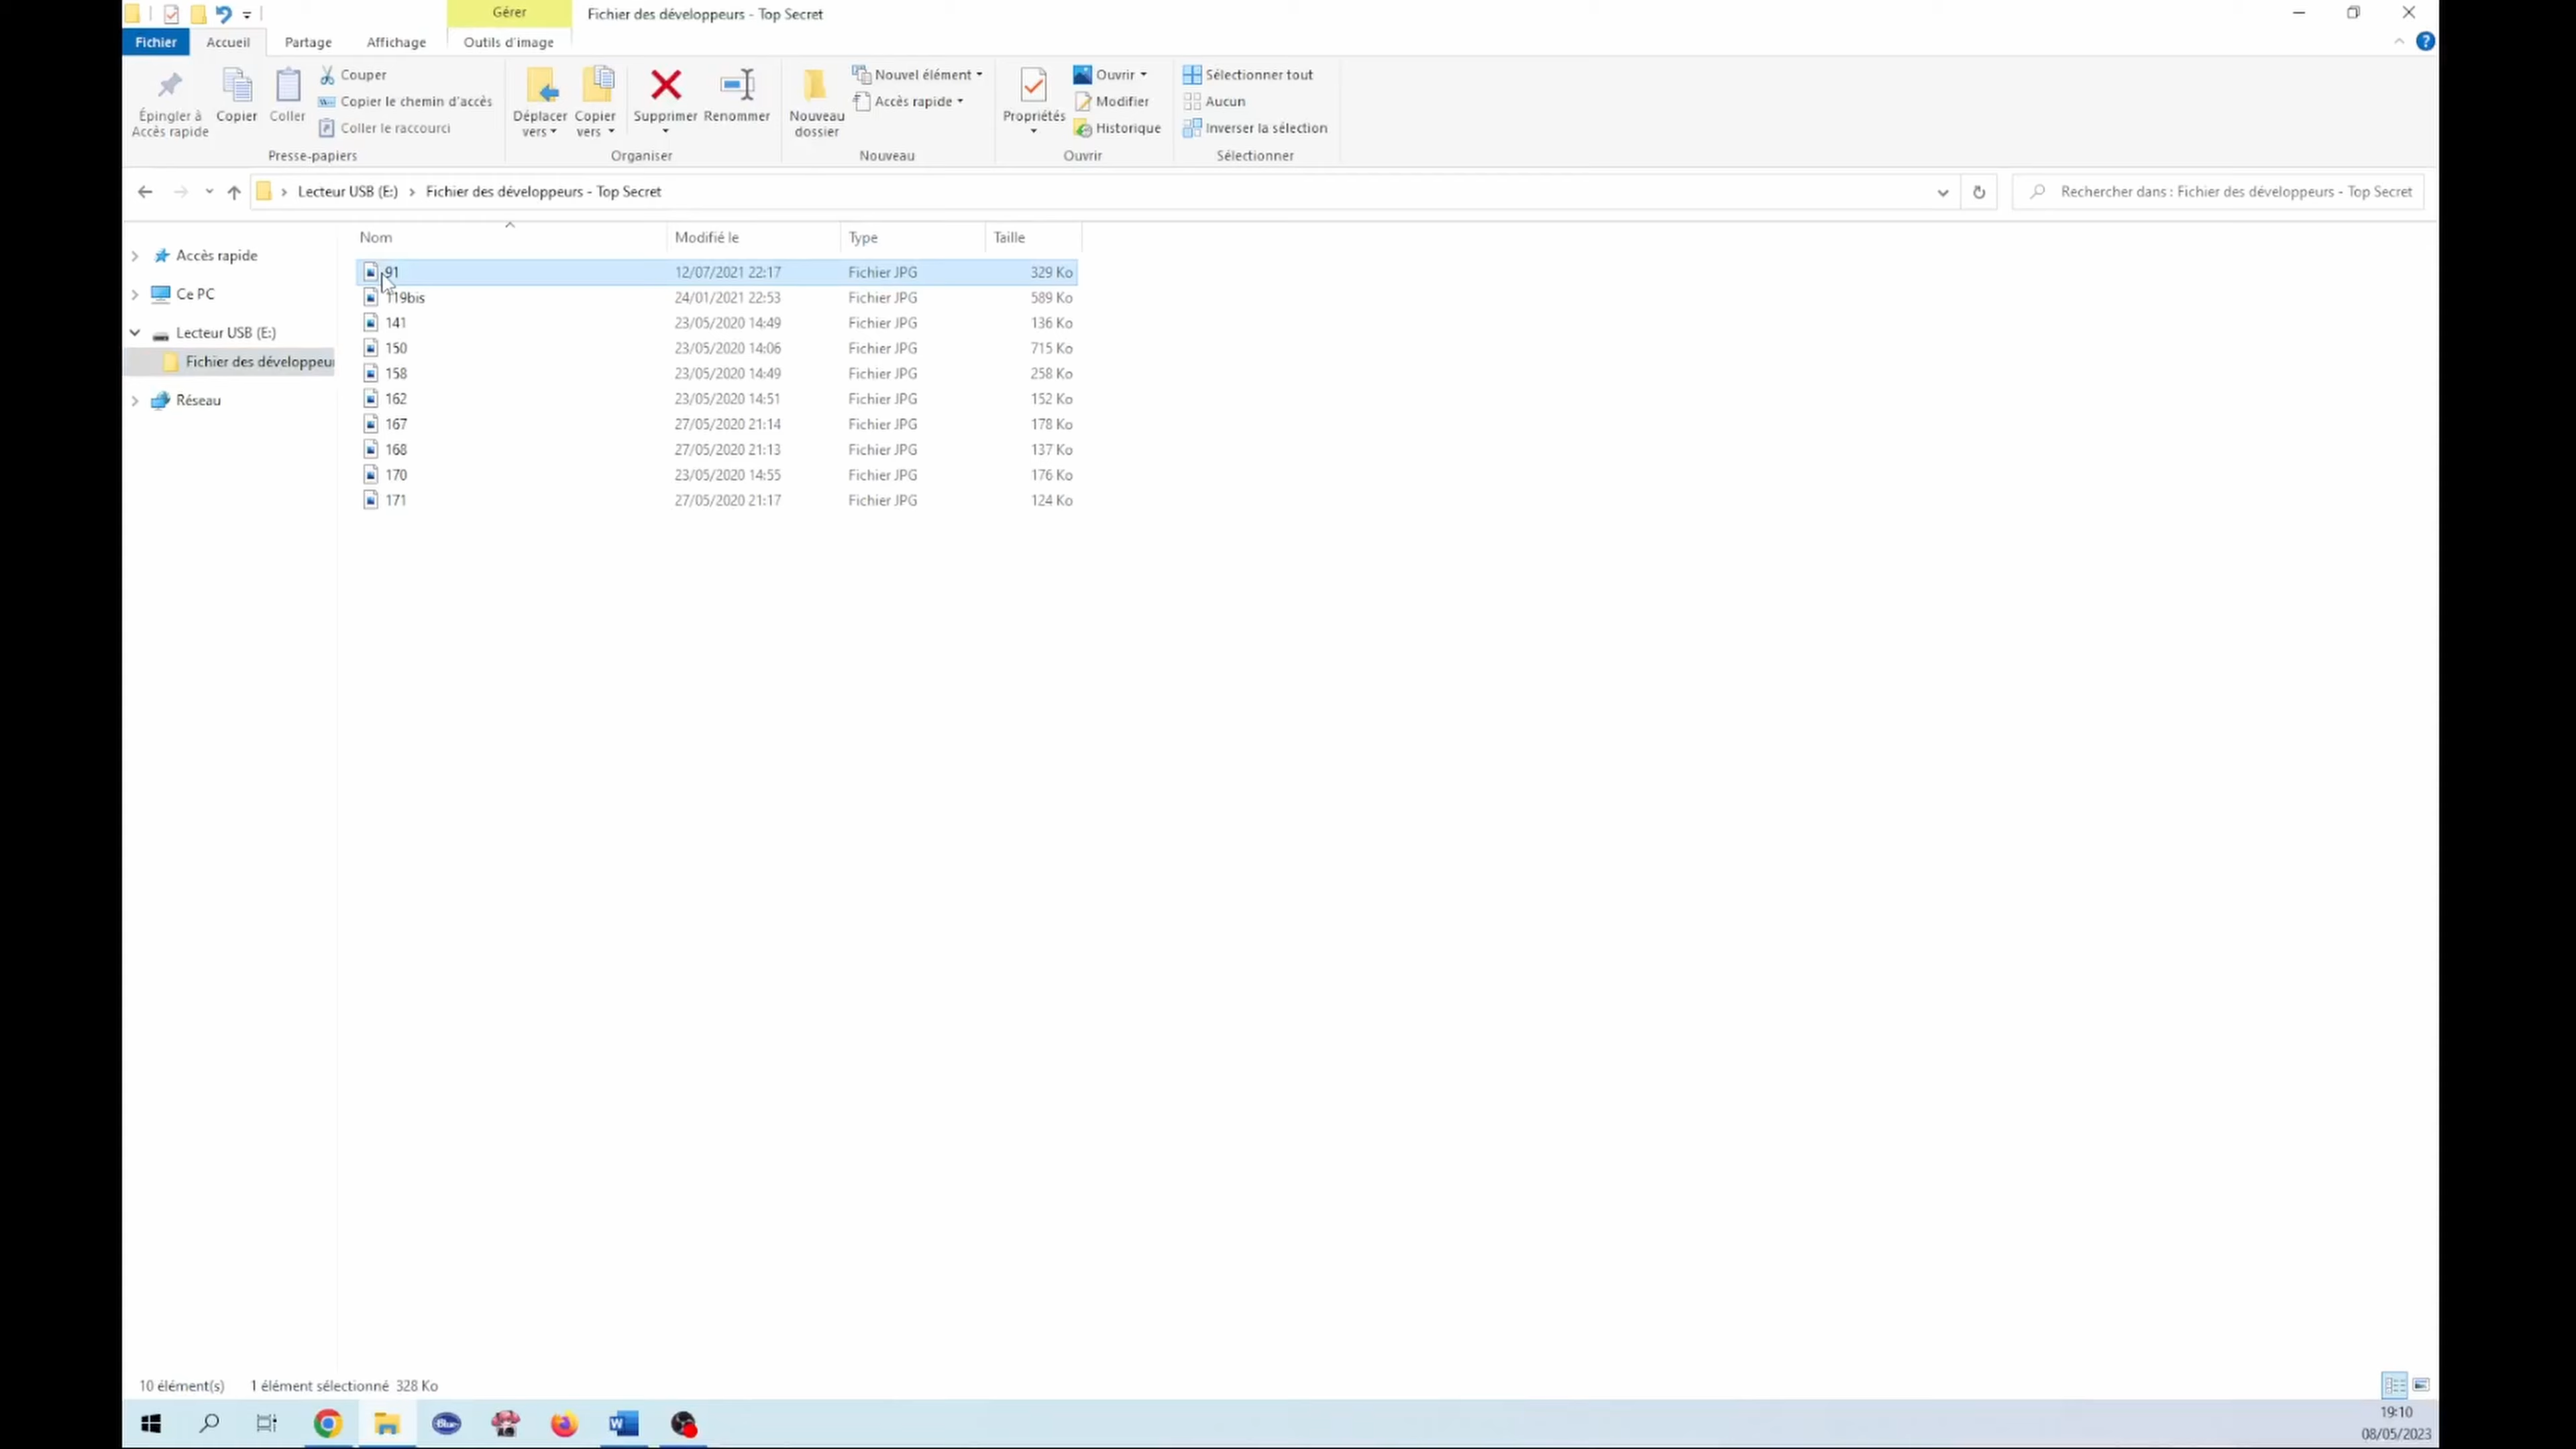 Gérer
Fichier des développeurs - Top Secret
Fichier
Accueil
Partage
Affichage
Outils d'image
Épingler à Accès rapide
Copier
Coller
Couper
Copier le chemin d'accès
Coller le raccourci
Presse-papiers
Déplacer vers
Copier vers
Supprimer
Renommer
Organiser
Nouveau dossier
Nouvel élément
Accès rapide
Nouveau
Propriétés
Ouvrir
Modifier
Historique
Ouvrir
Sélectionner tout
Aucun
Inverser la sélection
Sélectionner
Lecteur USB (E:) > Fichier des développeurs - Top Secret
Rechercher dans : Fichier des développeurs - Top Secret
Accès rapide
Ce PC
Lecteur USB (E:)
Fichier des développeur
Réseau
Nom Modifié le Type Taille
91 12/07/2021 22:17 Fichier JPG 329 Ko
119bis 24/01/2021 22:53 Fichier JPG 589 Ko
141 23/05/2020 14:49 Fichier JPG 136 Ko
150 23/05/2020 14:06 Fichier JPG 715 Ko
158 23/05/2020 14:49 Fichier JPG 258 Ko
162 23/05/2020 14:51 Fichier JPG 152 Ko
167 27/05/2020 21:14 Fichier JPG 178 Ko
168 27/05/2020 21:13 Fichier JPG 137 Ko
170 23/05/2020 14:55 Fichier JPG 176 Ko
171 27/05/2020 21:17 Fichier JPG 124 Ko
10 élément(s) 1 élément sélectionné 328 Ko
Blue
W
19:10
08/05/2023